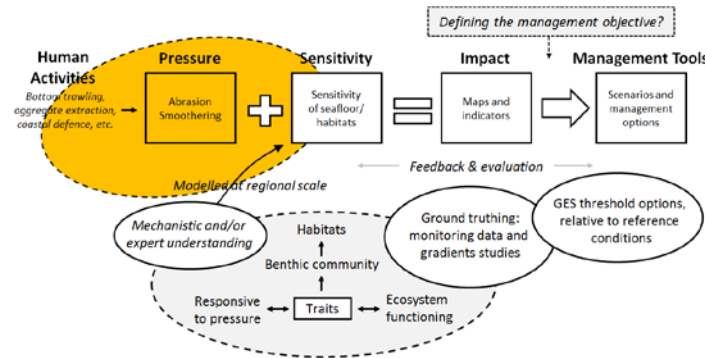 Defining the management objective?
Human
Activities
Pressure
Sensitivity
Impact
Management Tools
Bottom trawling,
aggregate extraction,
coastal defence, etc.
Abrasion
Smoothering
Sensitivity
of seafloor/
habitats
Maps and
indicators
Scenarios and
management
options
Feedback & evaluation
Modelled at regional scale
Mechanistic and/or
expert understanding
Ground truthing:
monitoring data and
gradients studies
GES threshold options,
relative to reference
conditions
Habitats
Benthic community
Responsive
to pressure
Traits
Ecosystem
functioning